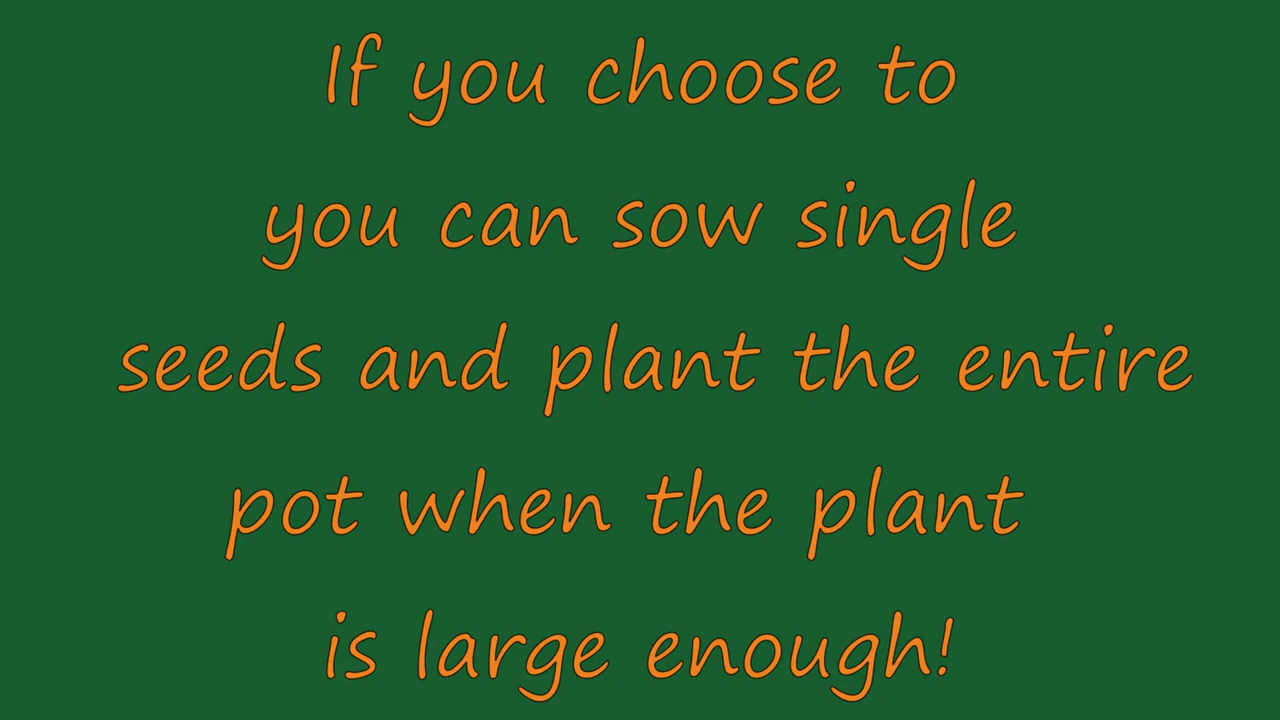 If you choose to
you can sow single
seeds and plant the entire
pot when the plant
is large enough!